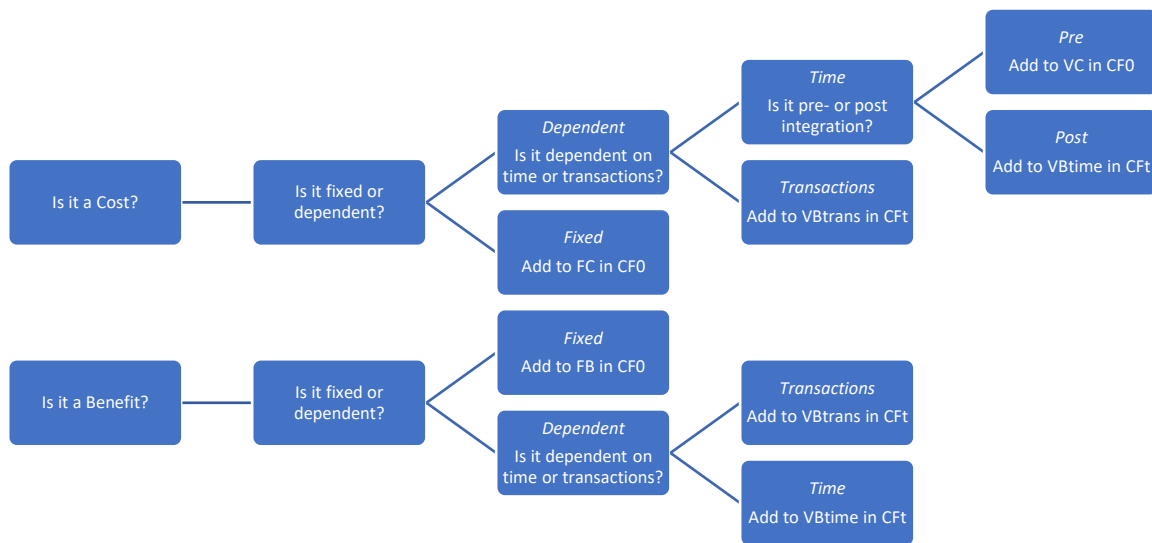 Is it a Cost?
Is it fixed or
dependent?
Dependent
Is it dependent on
time or transactions?
Time
Is it pre- or post
integration?
Pre
Add to VC in CF0
Post
Add to VBtime in CFt
Transactions
Add to VBtrans in CFt
Fixed
Add to FC in CF0
Is it a Benefit?
Is it fixed or
dependent?
Fixed
Add to FB in CF0
Dependent
Is it dependent on
time or transactions?
Transactions
Add to VBtrans in CFt
Time
Add to VBtime in CFt